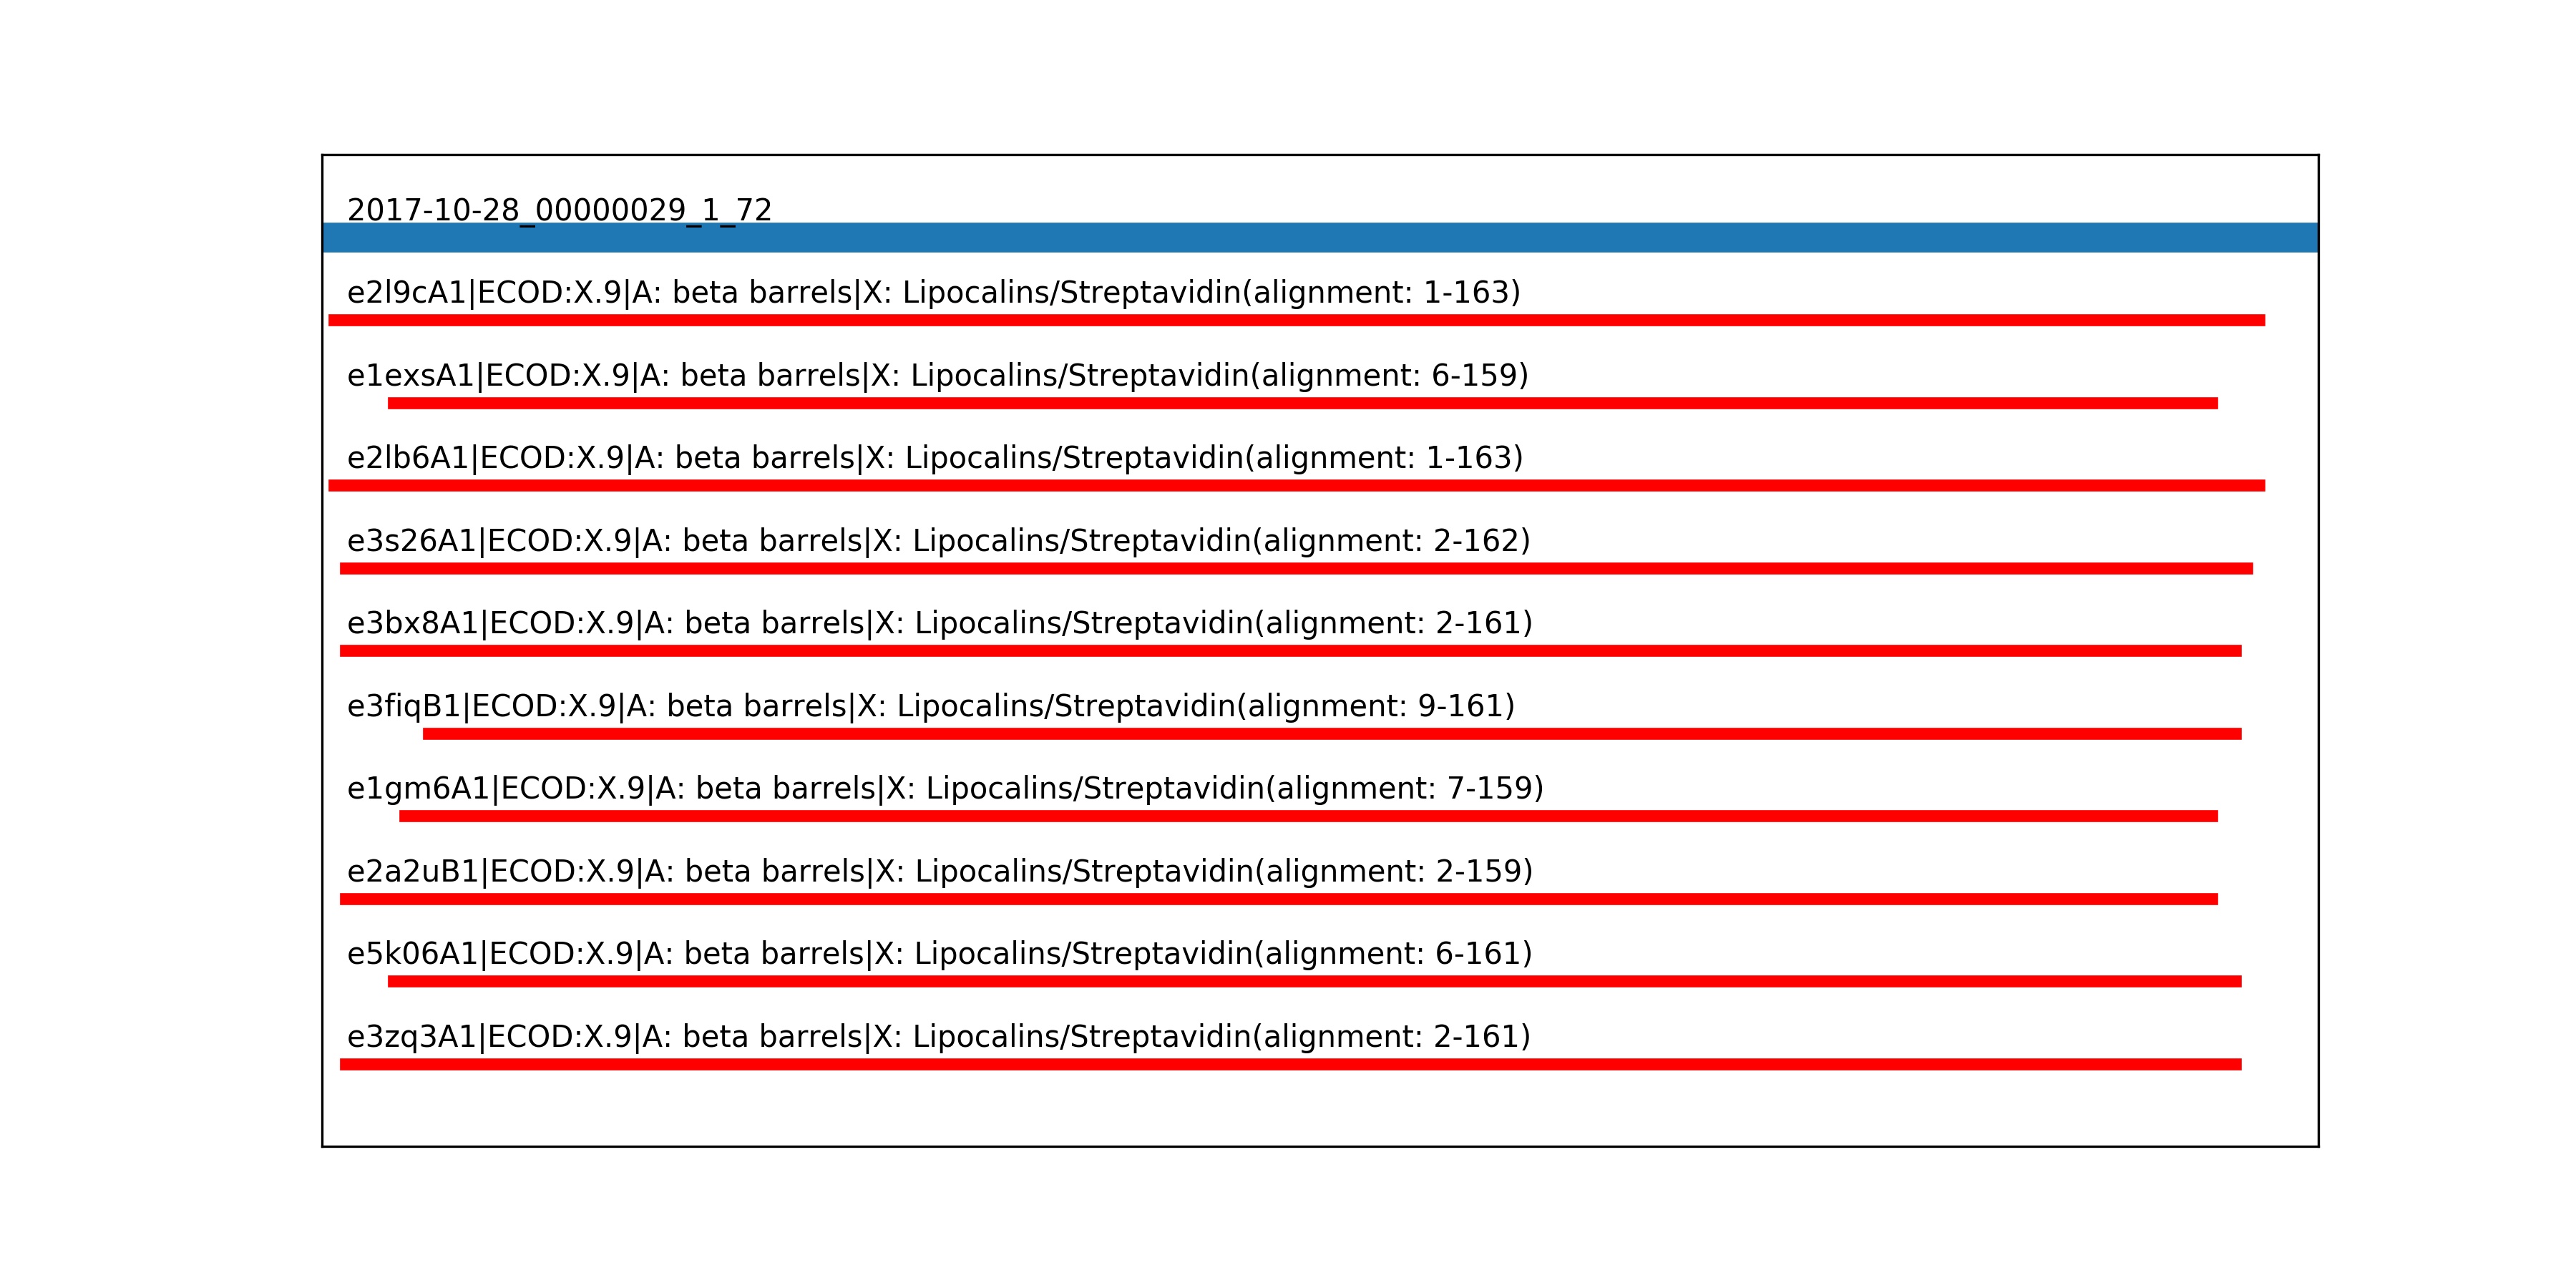 2017-10-28_00000029_1_72
e2l9cA1|ECOD:X.9|A: beta barrels|X: Lipocalins/Streptavidin(alignment: 1-163)
e1exsA1|ECOD:X.9|A: beta barrels|X: Lipocalins/Streptavidin(alignment: 6-159)
e2lb6A1|ECOD:X.9|A: beta barrels|X: Lipocalins/Streptavidin(alignment: 1-163)
e3s26A1|ECOD:X.9|A: beta barrels|X: Lipocalins/Streptavidin(alignment: 2-162)
e3bx8A1|ECOD:X.9|A: beta barrels|X: Lipocalins/Streptavidin(alignment: 2-161)
e3fiqB1|ECOD:X.9|A: beta barrels|X: Lipocalins/Streptavidin(alignment: 9-161)
e1gm6A1|ECOD:X.9|A: beta barrels|X: Lipocalins/Streptavidin(alignment: 7-159)
e2a2uB1|ECOD:X.9|A: beta barrels|X: Lipocalins/Streptavidin(alignment: 2-159)
e5k06A1|ECOD:X.9|A: beta barrels|X: Lipocalins/Streptavidin(alignment: 6-161)
e3zq3A1|ECOD:X.9|A: beta barrels|X: Lipocalins/Streptavidin(alignment: 2-161)